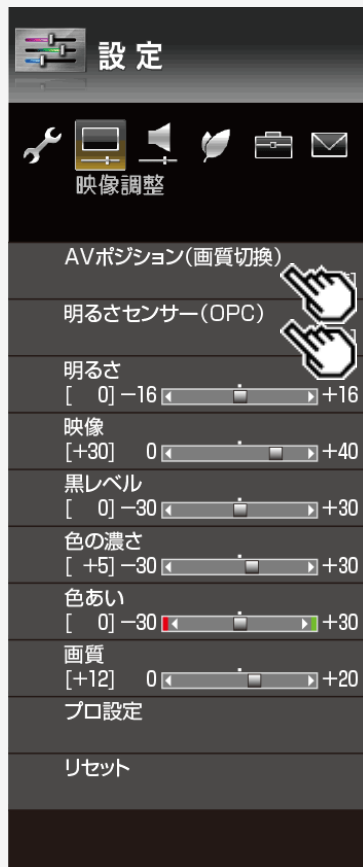 設定
映像調整
AVポジション(画質切換)
]
明るさセンサー(OPC)
]
明るさ
[ 0] −16 +16
映像
[+30] 0 +40
黒レベル
[ 0] −30 +30
色の濃さ
[ +5] −30 +30
色あい
[ 0] −30 +30
画質
[+12] 0 +20
プロ設定
リセット